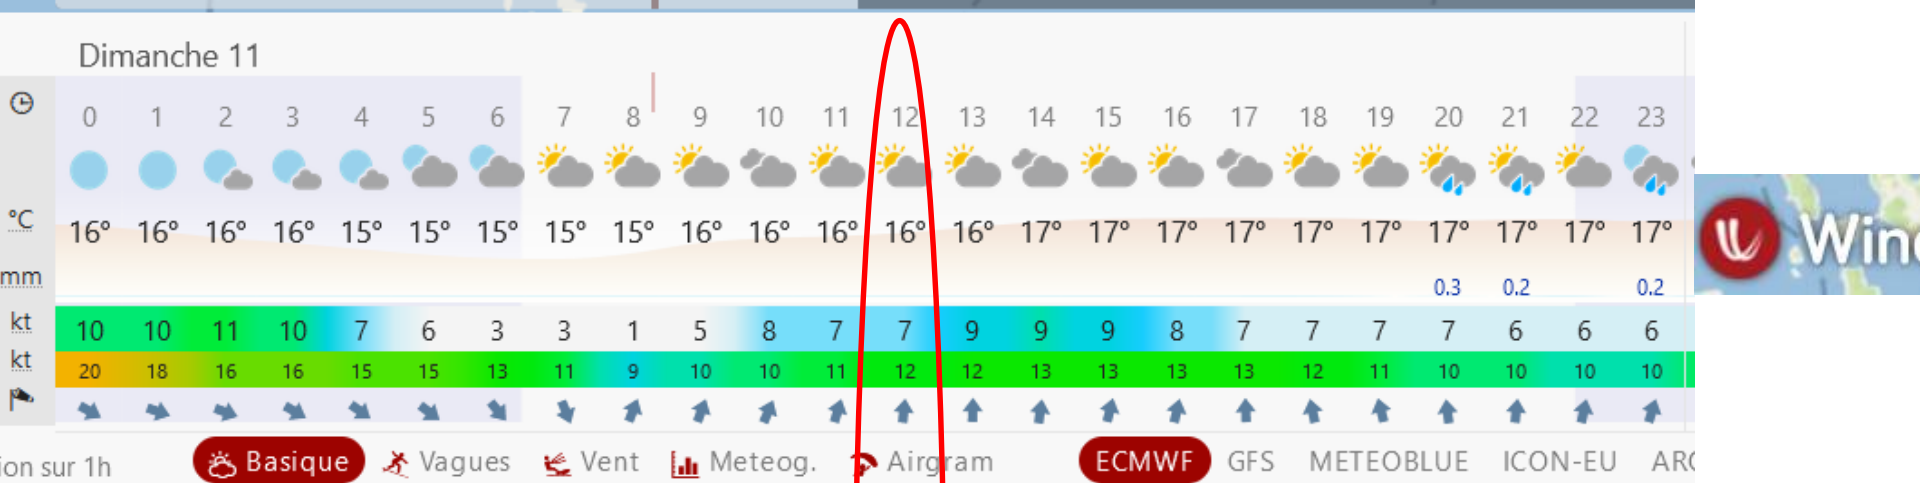 Dimanche 11
0 1 2 3 4 5 6 7 8 9 10 11 12 13 14 15 16 17 18 19 20 21 22 23
°C 16° 16° 16° 16° 15° 15° 15° 15° 15° 16° 16° 16° 16° 16° 17° 17° 17° 17° 17° 17° 17° 17° 17° 17°
mm 0.3 0.2 0.2
kt 10 10 11 10 7 6 3 3 1 5 8 7 7 9 9 9 8 7 7 7 7 6 6 6
kt 20 18 16 16 15 15 13 11 9 10 10 11 12 12 13 13 13 13 12 11 10 10 10 10
ion sur 1h Basique Vagues Vent Meteog. Airgram ECMWF GFS METEOBLUE ICON-EU ARO
Wind